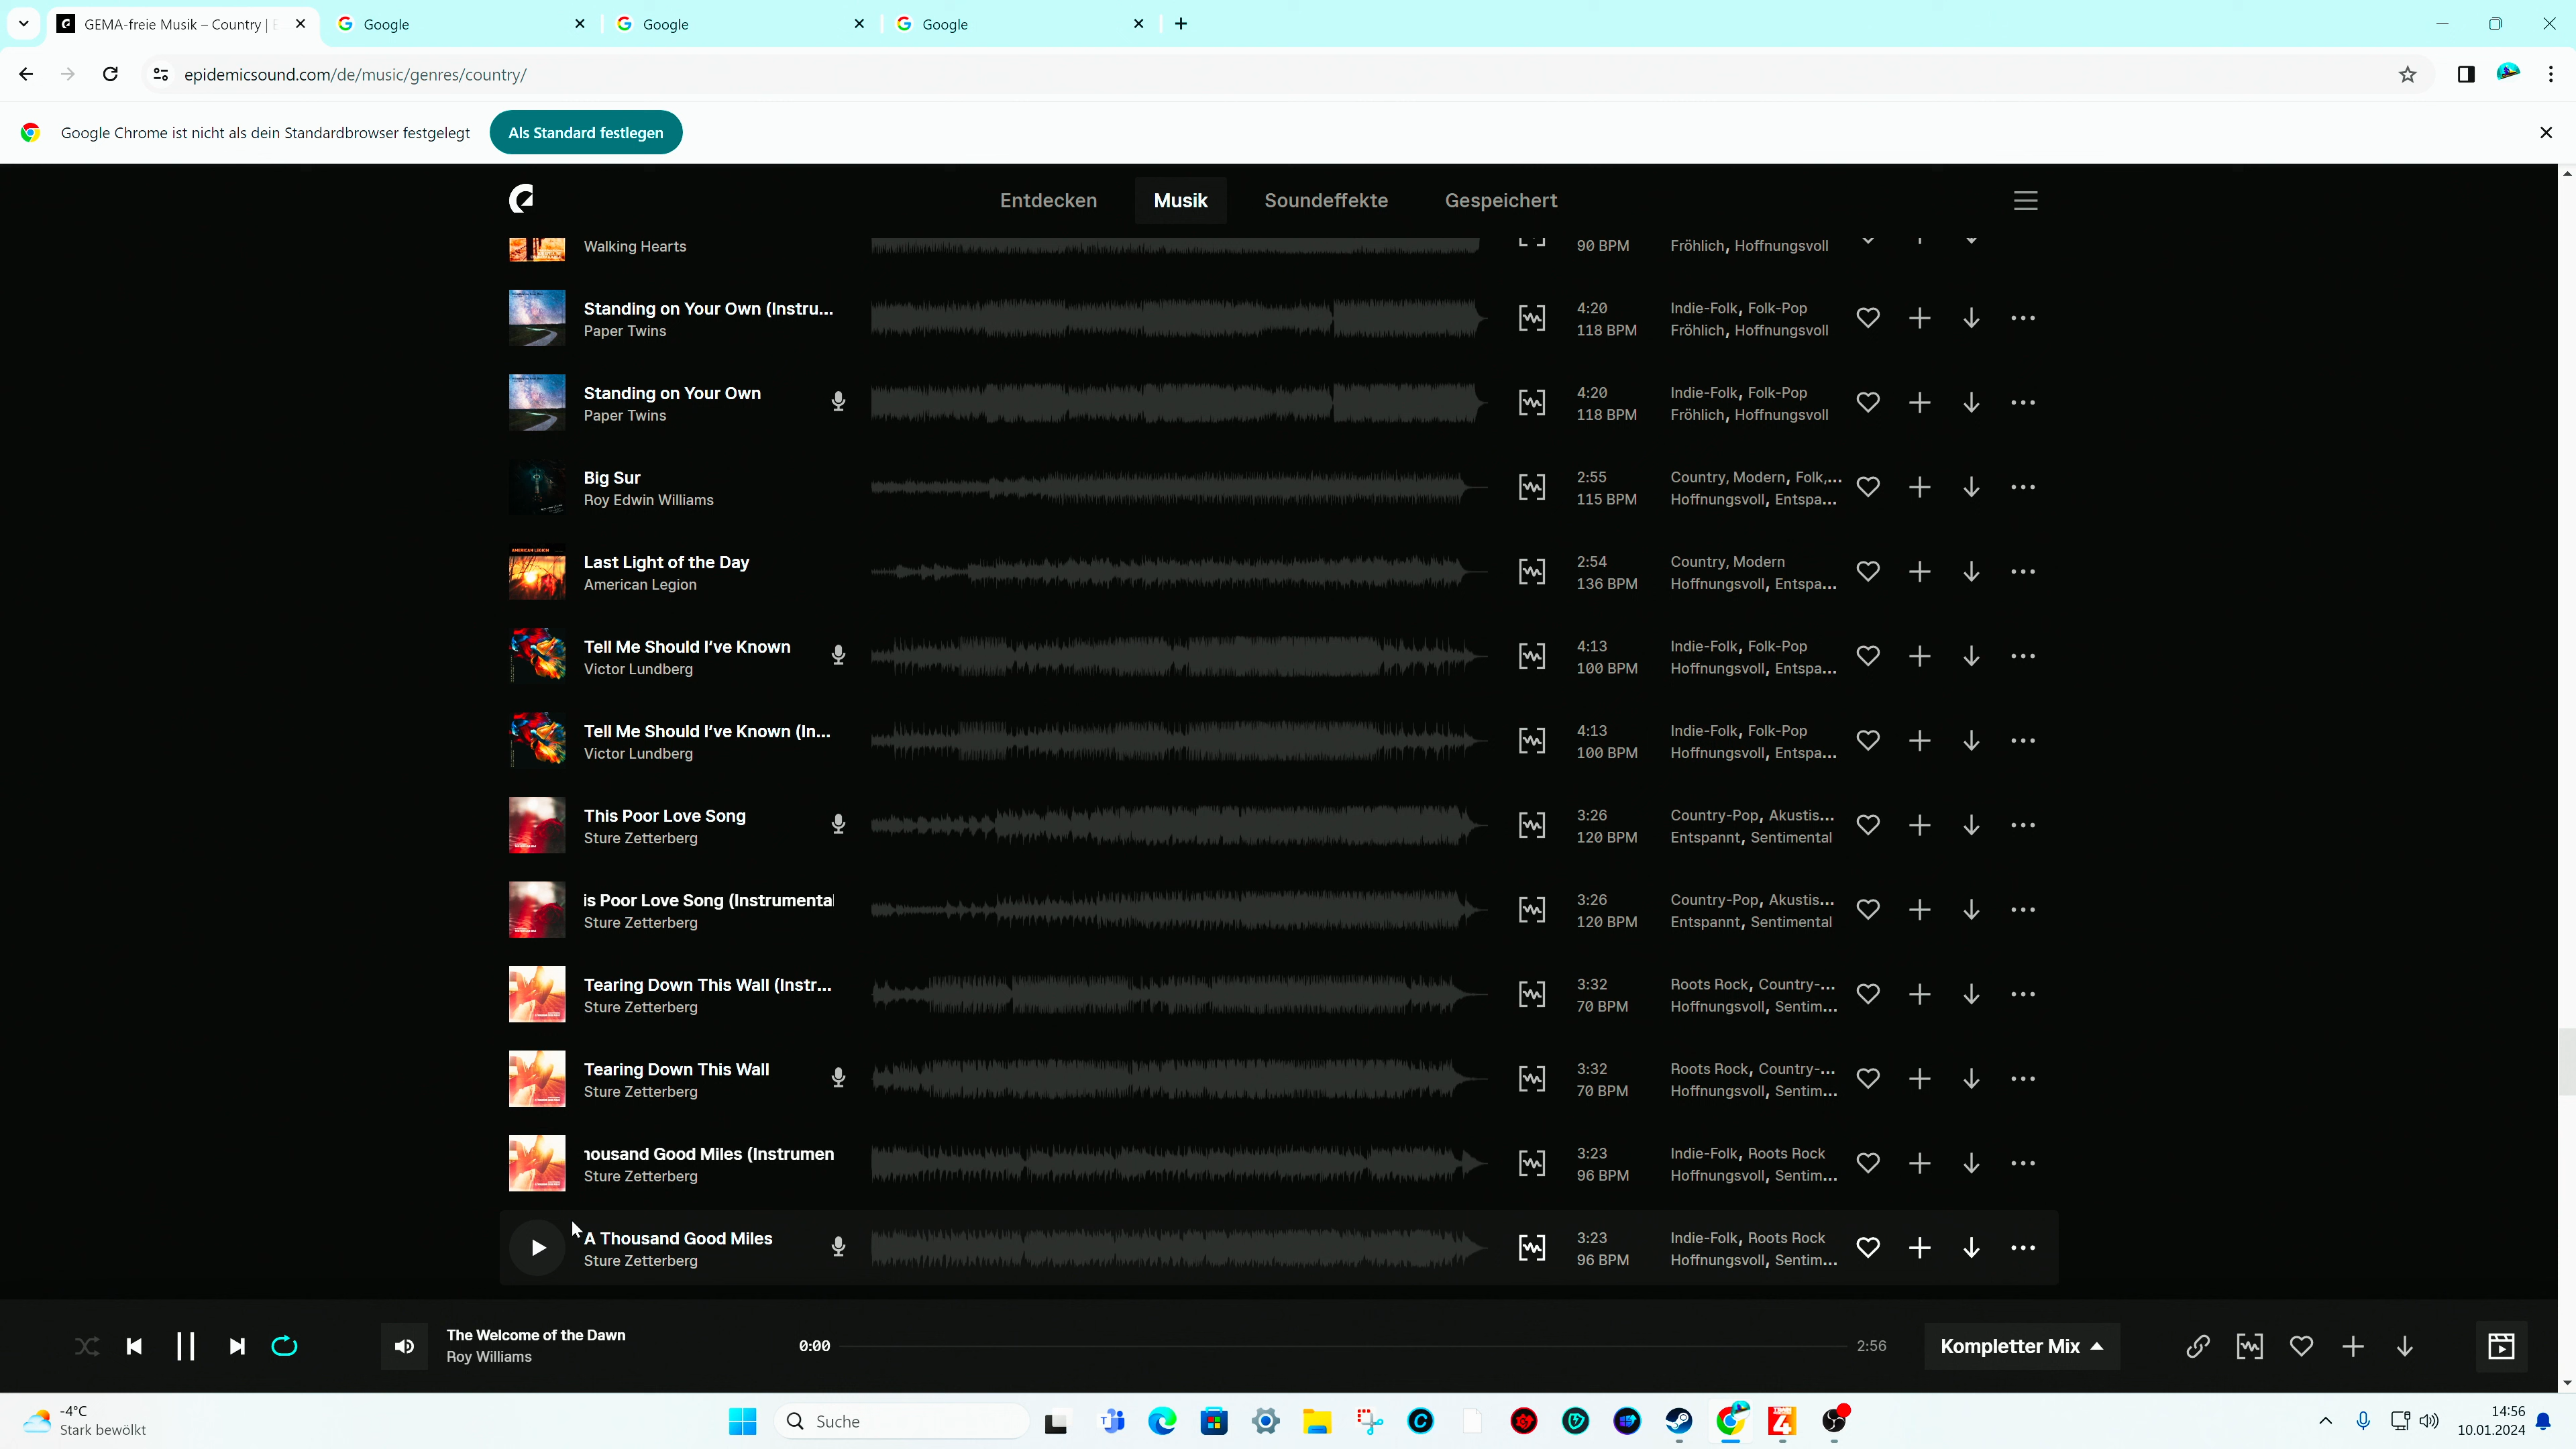 GEMA-freie Musik – Country |
Google
Google
Google
epidemicsound.com/de/music/genres/country/
Google Chrome ist nicht als dein Standardbrowser festgelegt
Als Standard festlegen
Entdecken
Musik
Soundeffekte
Gespeichert
Walking Hearts
90 BPM
Fröhlich, Hoffnungsvoll
Standing on Your Own (Instru...
4:20
Indie-Folk, Folk-Pop
Paper Twins
118 BPM
Fröhlich, Hoffnungsvoll
Standing on Your Own
4:20
Indie-Folk, Folk-Pop
Paper Twins
118 BPM
Fröhlich, Hoffnungsvoll
Big Sur
2:55
Country, Modern, Folk,...
Roy Edwin Williams
115 BPM
Hoffnungsvoll, Entspa...
AMERICAN LEGION
Last Light of the Day
2:54
Country, Modern
American Legion
136 BPM
Hoffnungsvoll, Entspa...
Tell Me Should I've Known
4:13
Indie-Folk, Folk-Pop
Victor Lundberg
100 BPM
Hoffnungsvoll, Entspa...
Tell Me Should I've Known (In...
4:13
Indie-Folk, Folk-Pop
Victor Lundberg
100 BPM
Hoffnungsvoll, Entspa...
This Poor Love Song
3:26
Country-Pop, Akustis...
Sture Zetterberg
120 BPM
Entspannt, Sentimental
is Poor Love Song (Instrumental
3:26
Country-Pop, Akustis...
Sture Zetterberg
120 BPM
Entspannt, Sentimental
Tearing Down This Wall (Instr...
3:32
Roots Rock, Country-...
Sture Zetterberg
70 BPM
Hoffnungsvoll, Sentim...
Tearing Down This Wall
3:32
Roots Rock, Country-...
Sture Zetterberg
70 BPM
Hoffnungsvoll, Sentim...
housand Good Miles (Instrumen
3:23
Indie-Folk, Roots Rock
Sture Zetterberg
96 BPM
Hoffnungsvoll, Sentim...
A Thousand Good Miles
3:23
Indie-Folk, Roots Rock
Sture Zetterberg
96 BPM
Hoffnungsvoll, Sentim...
The Welcome of the Dawn
Roy Williams
0:00
2:56
Kompletter Mix
-4°C
Stark bewölkt
Suche
14:56
10.01.2024